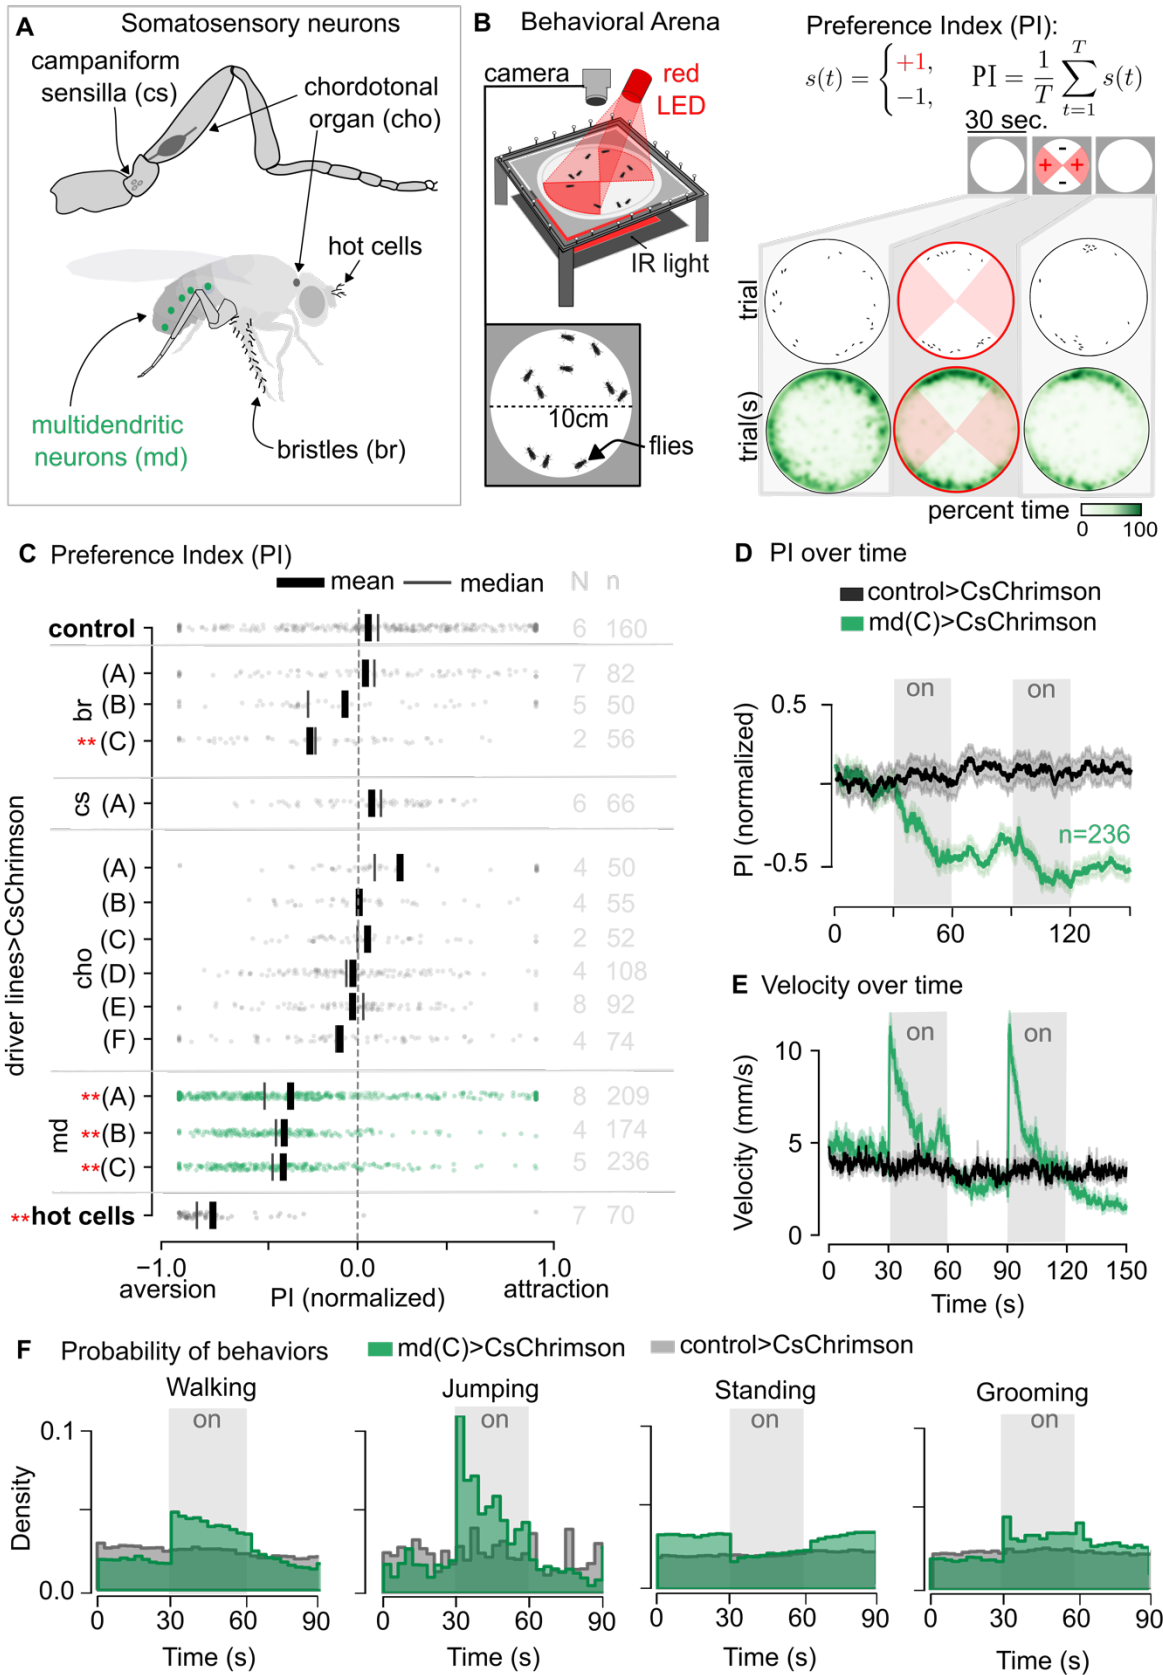 A Somatosensory neurons
campaniform
sensilla (cs)
chordotonal
organ (cho)
hot cells
multidendritic
neurons (md)
bristles (br)
B Behavioral Arena
camera
red
LED
IR light
10cm
flies
Preference Index (PI):
s(t) = { +1, −1,
PI = 1/T ∑ s(t)
T
t=1
30 sec.
-
+ +
-
trial
trial(s)
percent time
0 100
C Preference Index (PI)
mean median N n
control 6 160
driver lines>CsChrimson
br
(A) 7 82
(B) 5 50
**(C) 2 56
cs (A) 6 66
cho
(A) 4 50
(B) 4 55
(C) 2 52
(D) 4 108
(E) 8 92
(F) 4 74
md
**(A) 8 209
**(B) 4 174
**(C) 5 236
**hot cells 7 70
−1.0 0.0 1.0
aversion PI (normalized) attraction
D PI over time
control>CsChrimson
md(C)>CsChrimson
on on
PI (normalized)
0.5
-0.5
n=236
0 60 120
E Velocity over time
on on
Velocity (mm/s)
10
5
0
0 30 60 90 120 150
Time (s)
F Probability of behaviors
md(C)>CsChrimson control>CsChrimson
Walking Jumping Standing Grooming
on on on on
Density
0.1
0.0
0 30 60 90 0 30 60 90 0 30 60 90 0 30 60 90
Time (s) Time (s) Time (s) Time (s)